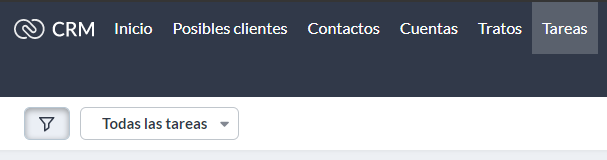 CRM Inicio Posibles clientes Contactos Cuentas Tratos Tareas
Todas las tareas